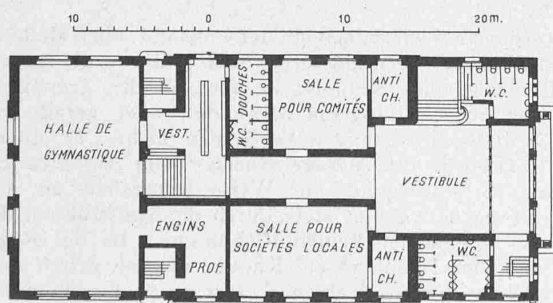 10 0 10 20 m.
HALLE DE
GYMNASTIQUE
VEST.
W.C. DOUCHES
SALLE
POUR COMITÉS
ANTI
CH.
W.C.
VESTIBULE
ENGINS
PROF.
SALLE POUR
SOCIÉTÉS LOCALES
ANTI
CH.
W.C.